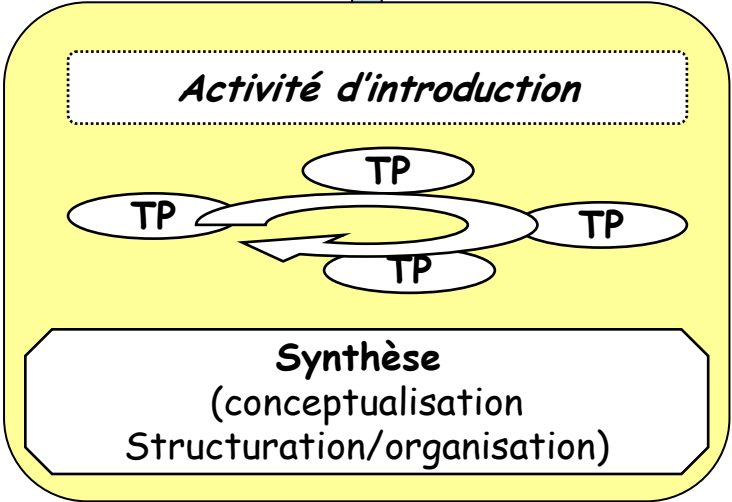 Activité d'introduction
TP
TP
TP
TP
Synthèse
(conceptualisation
Structuration/organisation)